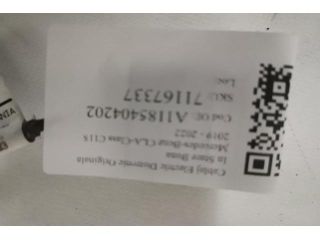 Cablaj Electric Distronic Originala
In Stare Buna
Mercedes-Benz CLA-Class C118
2019 - 2022
Cod OE: A1185404202
SKU: 71167337
Loc: